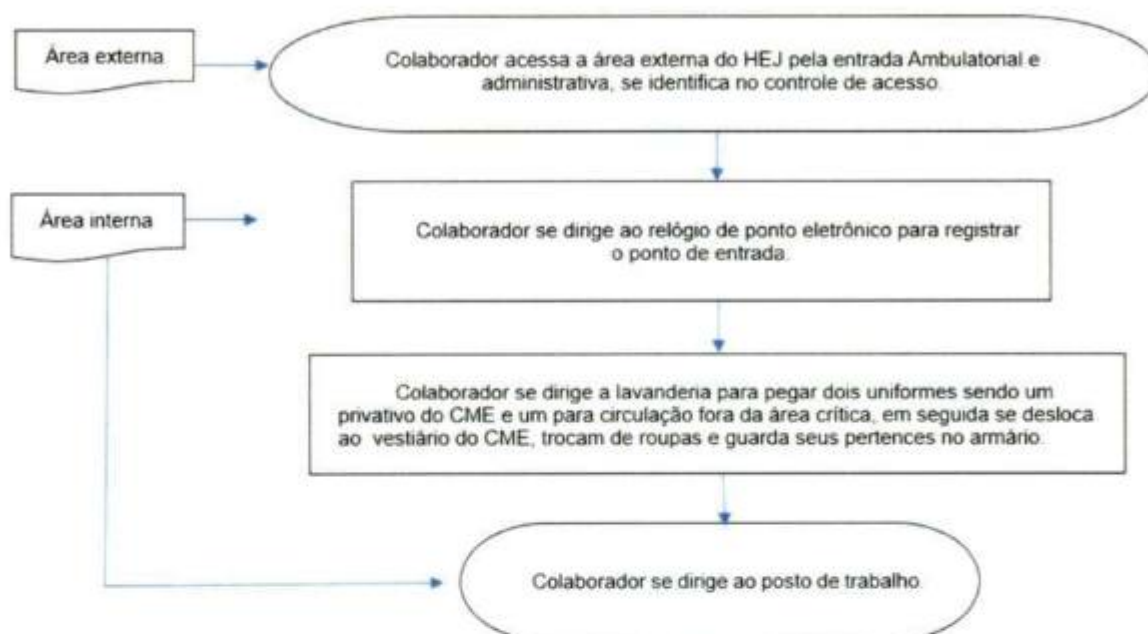 Área externa
Colaborador acessa a área externa do HEJ pela entrada Ambulatorial e
administrativa, se identifica no controle de acesso.
Área interna
Colaborador se dirige ao relógio de ponto eletrônico para registrar
o ponto de entrada.
Colaborador se dirige a lavanderia para pegar dois uniformes sendo um
privativo do CME e um para circulação fora da área crítica, em seguida se desloca
ao vestiário do CME, trocam de roupas e guarda seus pertences no armário.
Colaborador se dirige ao posto de trabalho.